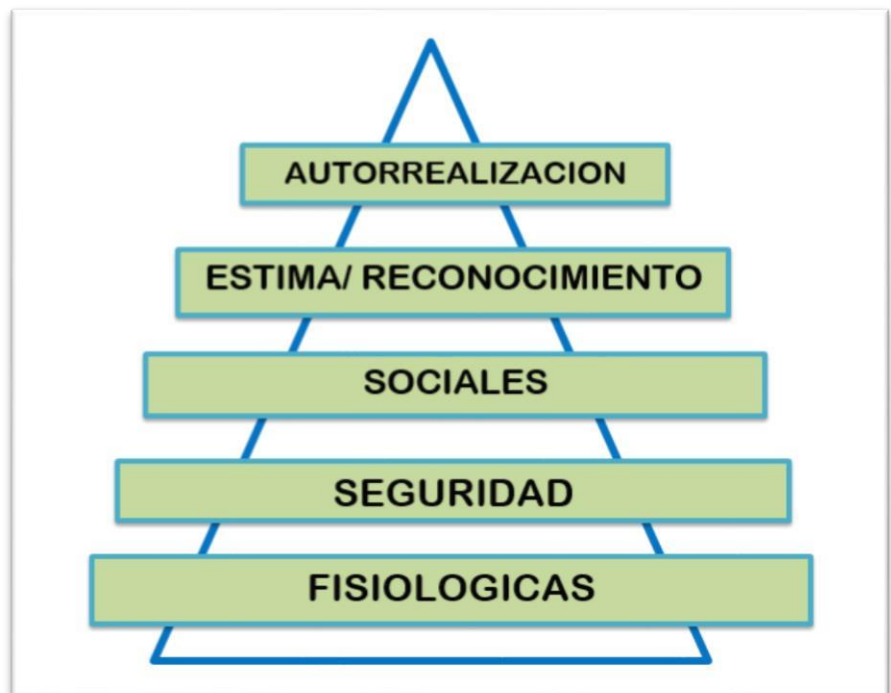 AUTORREALIZACION
ESTIMA/ RECONOCIMIENTO
SOCIALES
SEGURIDAD
FISIOLOGICAS